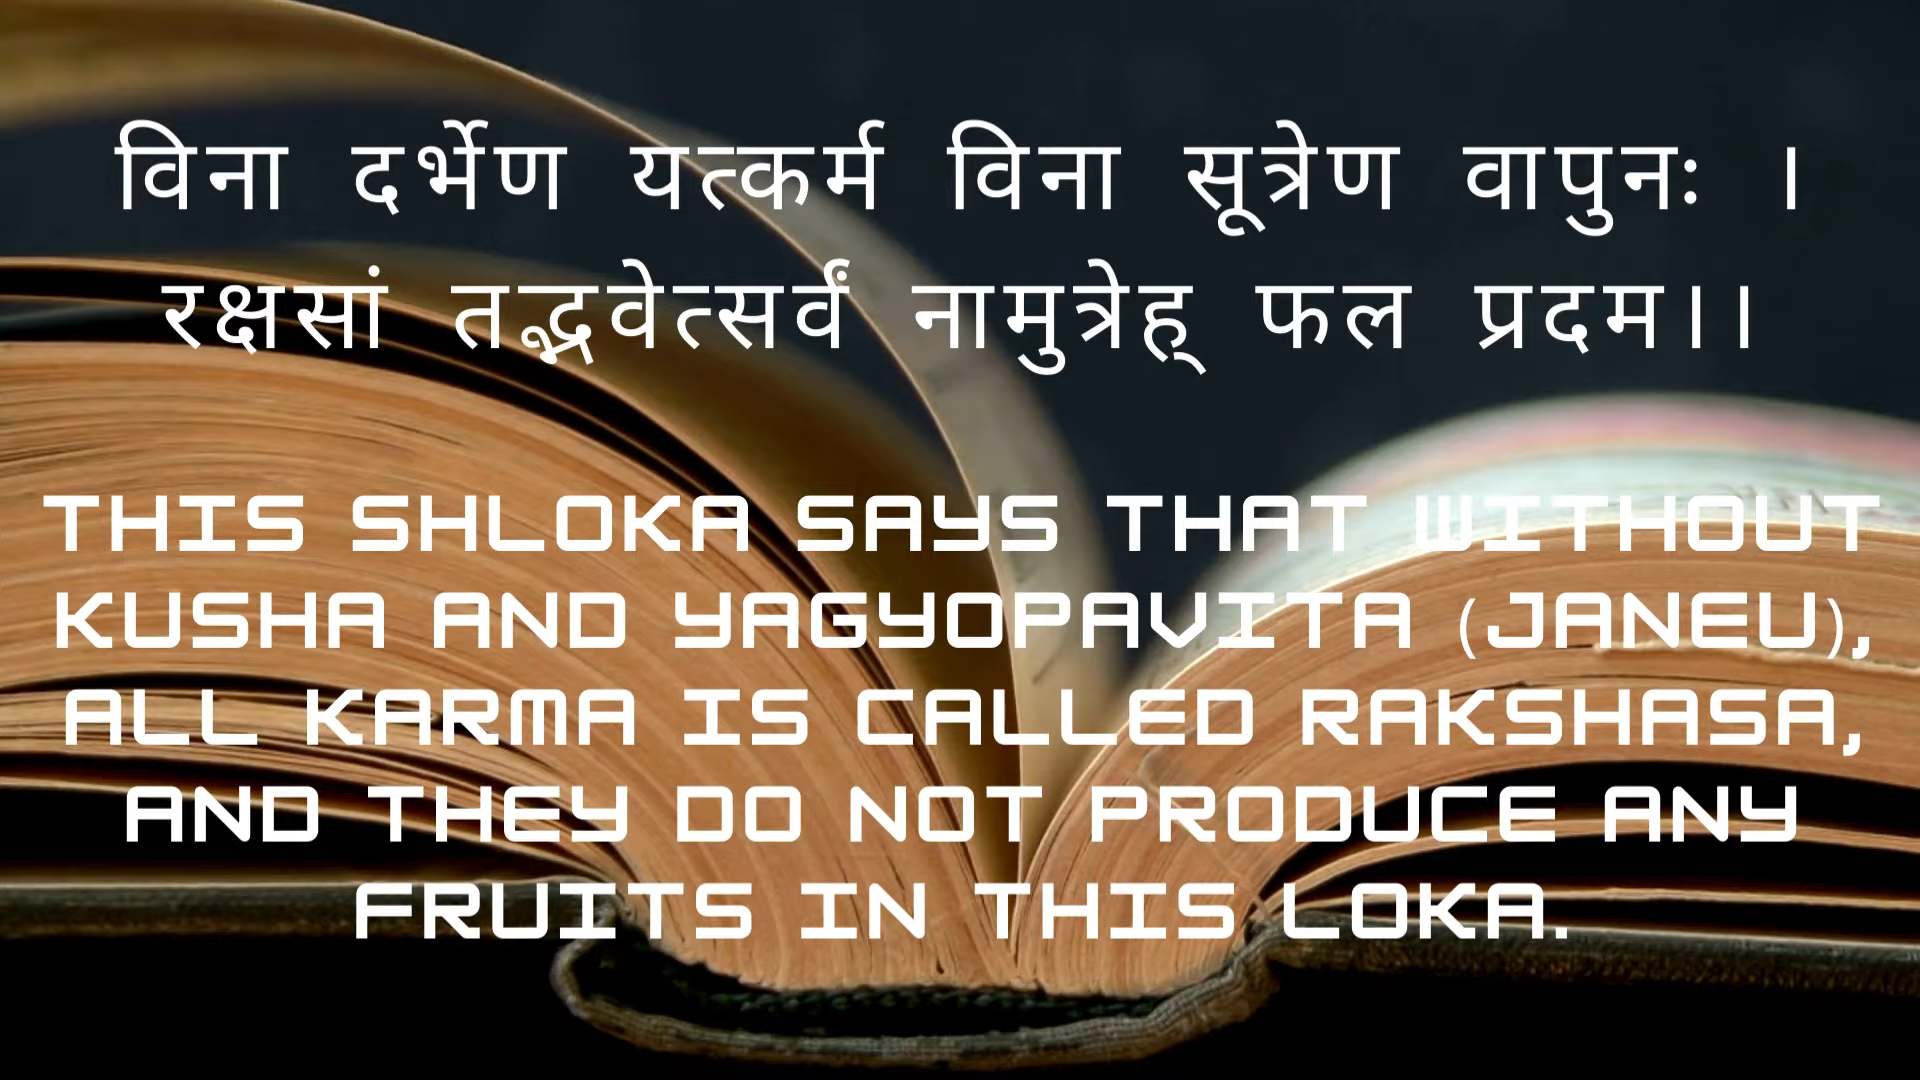 विना दर्भेण यत्कर्म विना सूत्रेण वापुनः ।
रक्षसां तद्भवेत्सर्वं नामुत्रेह् फल प्रदम।।
THIS SHLOKA SAYS THAT WITHOUT
KUSHA AND YAGYOPAVITA (JANEU),
ALL KARMA IS CALLED RAKSHASA,
AND THEY DO NOT PRODUCE ANY
FRUITS IN THIS LOKA.